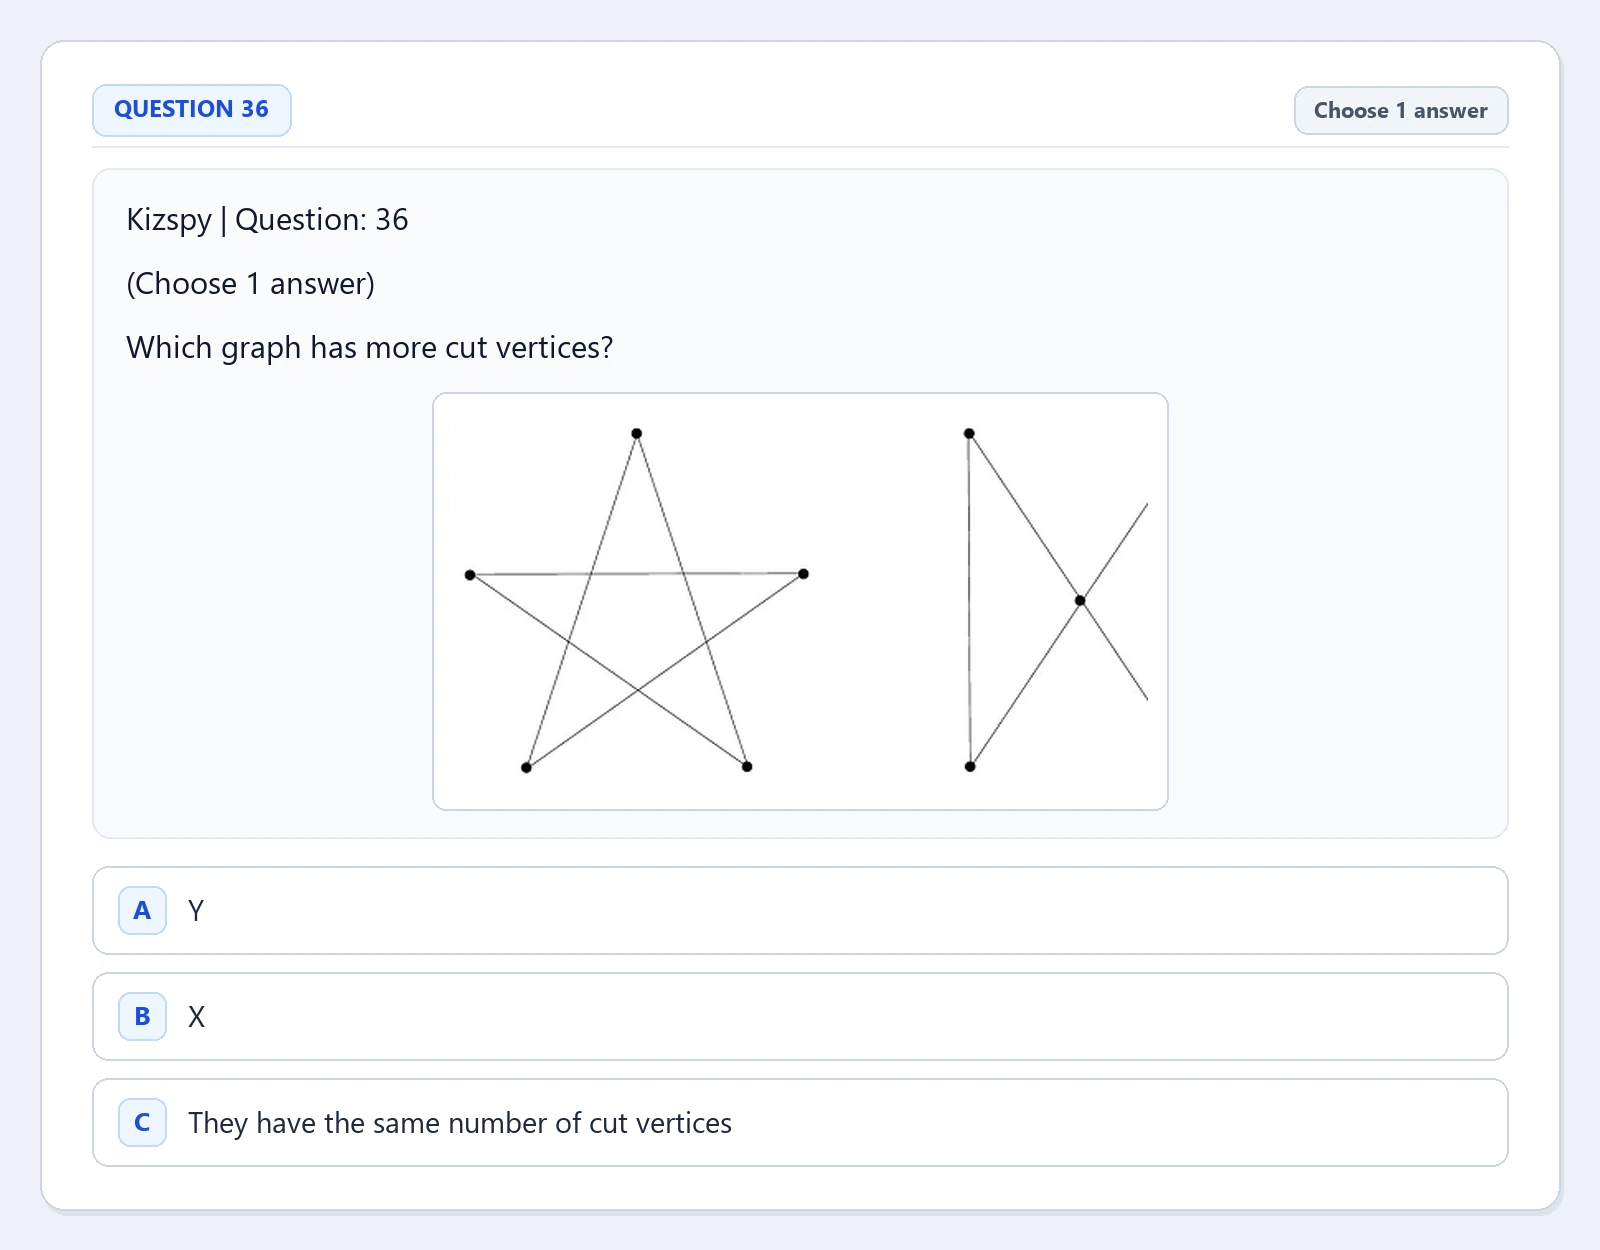 QUESTION 36
Choose 1 answer
Kizspy | Question: 36
(Choose 1 answer)
Which graph has more cut vertices?
A Y
B X
C They have the same number of cut vertices